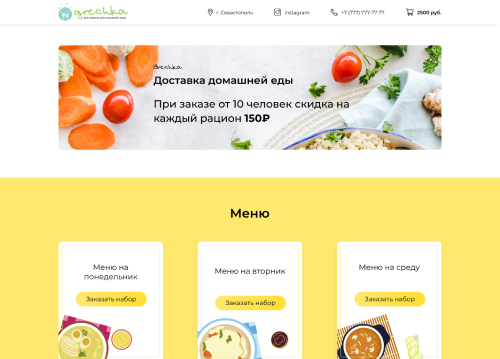 grechka
доставка домашней еды
г. Севастополь
instagram
+7 (777) 777-77-77
2500 руб.
Grechka
Доставка домашней еды
При заказе от 10 человек скидка на
каждый рацион 150₽
Меню
Меню на
понедельник
Заказать набор
Меню на вторник
Заказать набор
Меню на среду
Заказать набор